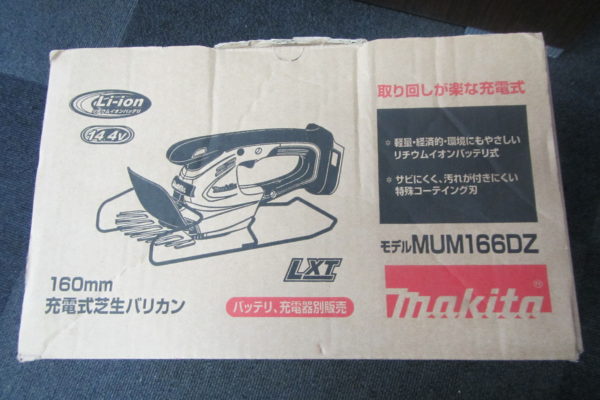 Li-ion
リチウムイオンバッテリ
14.4V
取り回しが楽な充電式
※ 軽量・経済的・環境にもやさしい
リチウムイオンバッテリ式
※ サビにくく、汚れが付きにくい
特殊コーティング刃
makita
モデルMUM166DZ
LXT
160mm
充電式芝生バリカン
バッテリ、充電器別販売
makita®